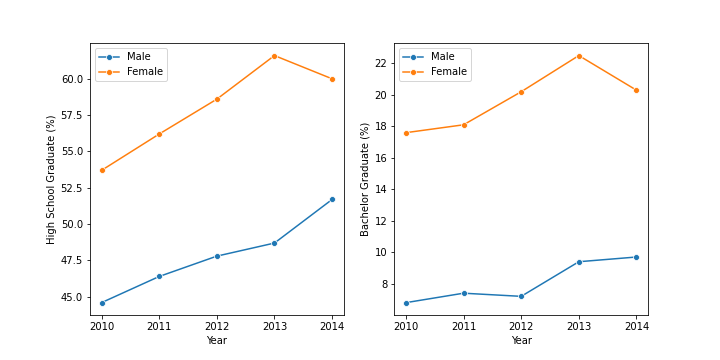 High School Graduate (%)
60.0
57.5
55.0
52.5
50.0
47.5
45.0
Male
Female
2010 2011 2012 2013 2014
Year
Bachelor Graduate (%)
22
20
18
16
14
12
10
8
Male
Female
2010 2011 2012 2013 2014
Year